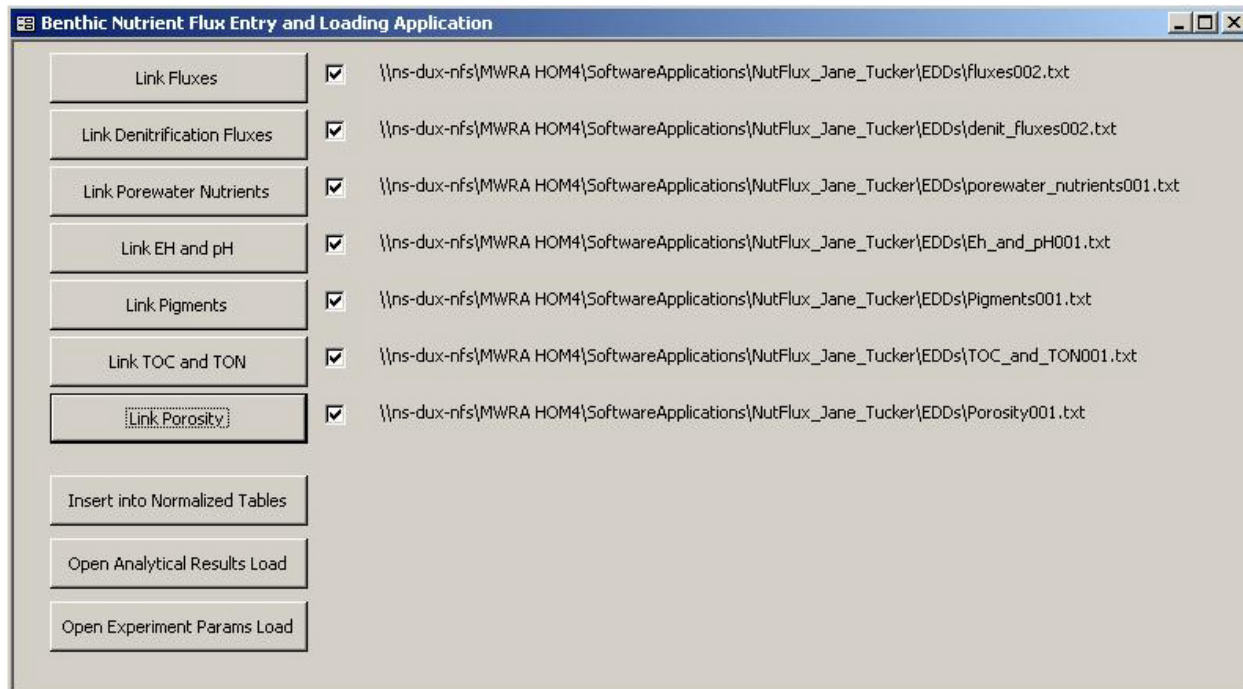 Benthic Nutrient Flux Entry and Loading Application
Link Fluxes \\ns-dux-nfs\MWRA HOM4\SoftwareApplications\NutFlux_Jane_Tucker\EDDs\fluxes002.txt
Link Denitrification Fluxes \\ns-dux-nfs\MWRA HOM4\SoftwareApplications\NutFlux_Jane_Tucker\EDDs\denit_fluxes002.txt
Link Porewater Nutrients \\ns-dux-nfs\MWRA HOM4\SoftwareApplications\NutFlux_Jane_Tucker\EDDs\porewater_nutrients001.txt
Link EH and pH \\ns-dux-nfs\MWRA HOM4\SoftwareApplications\NutFlux_Jane_Tucker\EDDs\Eh_and_pH001.txt
Link Pigments \\ns-dux-nfs\MWRA HOM4\SoftwareApplications\NutFlux_Jane_Tucker\EDDs\Pigments001.txt
Link TOC and TON \\ns-dux-nfs\MWRA HOM4\SoftwareApplications\NutFlux_Jane_Tucker\EDDs\TOC_and_TON001.txt
Link Porosity \\ns-dux-nfs\MWRA HOM4\SoftwareApplications\NutFlux_Jane_Tucker\EDDs\Porosity001.txt
Insert into Normalized Tables
Open Analytical Results Load
Open Experiment Params Load